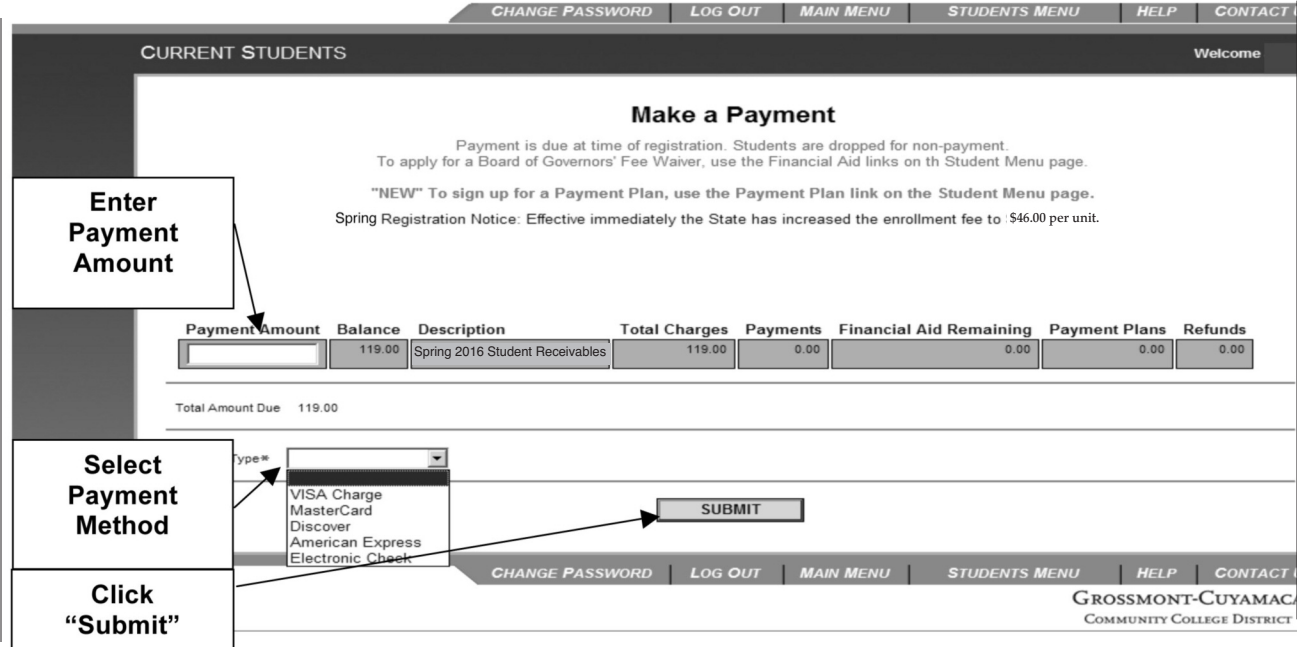 CHANGE PASSWORD LOG OUT MAIN MENU STUDENTS MENU HELP CONTACT
CURRENT STUDENTS Welcome
Make a Payment
Payment is due at time of registration. Students are dropped for non-payment.
To apply for a Board of Governors' Fee Waiver, use the Financial Aid links on th Student Menu page.
"NEW" To sign up for a Payment Plan, use the Payment Plan link on the Student Menu page.
Spring Registration Notice: Effective immediately the State has increased the enrollment fee to $46.00 per unit.
Enter
Payment
Amount
Payment Amount Balance Description Total Charges Payments Financial Aid Remaining Payment Plans Refunds
119.00 Spring 2016 Student Receivables 119.00 0.00 0.00 0.00 0.00
Total Amount Due 119.00
Select
Payment
Method
Type*
VISA Charge
MasterCard
Discover
American Express
Electronic Check
SUBMIT
Click
“Submit”
CHANGE PASSWORD LOG OUT MAIN MENU STUDENTS MENU HELP CONTACT
GROSSMONT-CUYAMACA
COMMUNITY COLLEGE DISTRICT